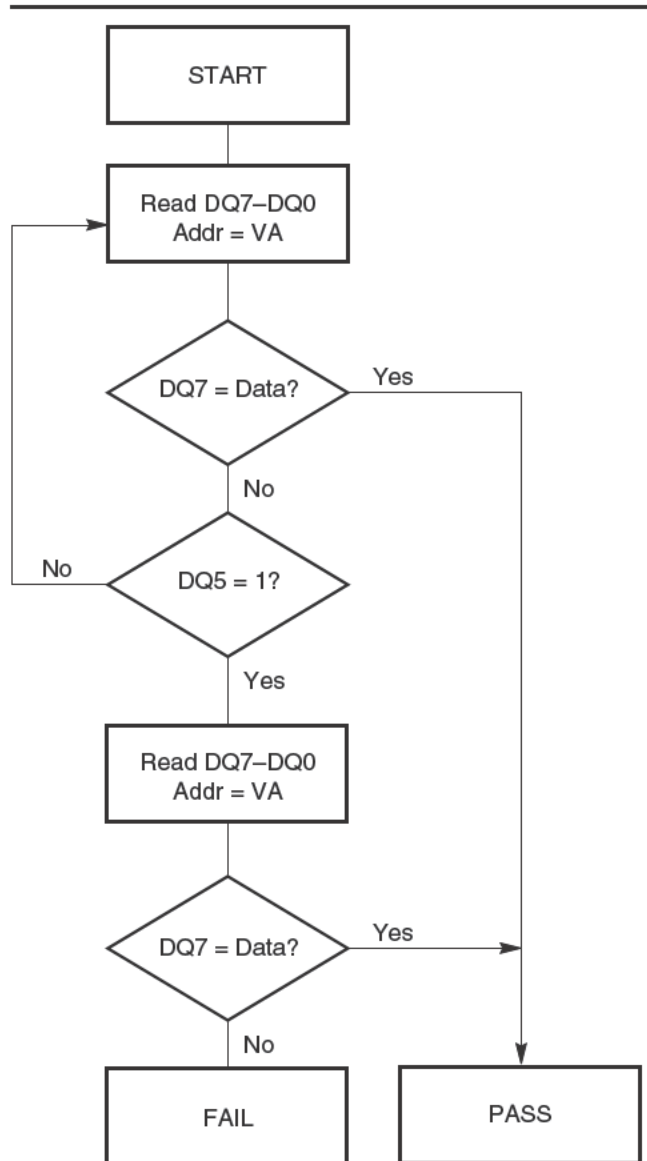 START
Read DQ7–DQ0
Addr = VA
DQ7 = Data?
Yes
No
DQ5 = 1?
No
Yes
Read DQ7–DQ0
Addr = VA
DQ7 = Data?
Yes
No
FAIL
PASS